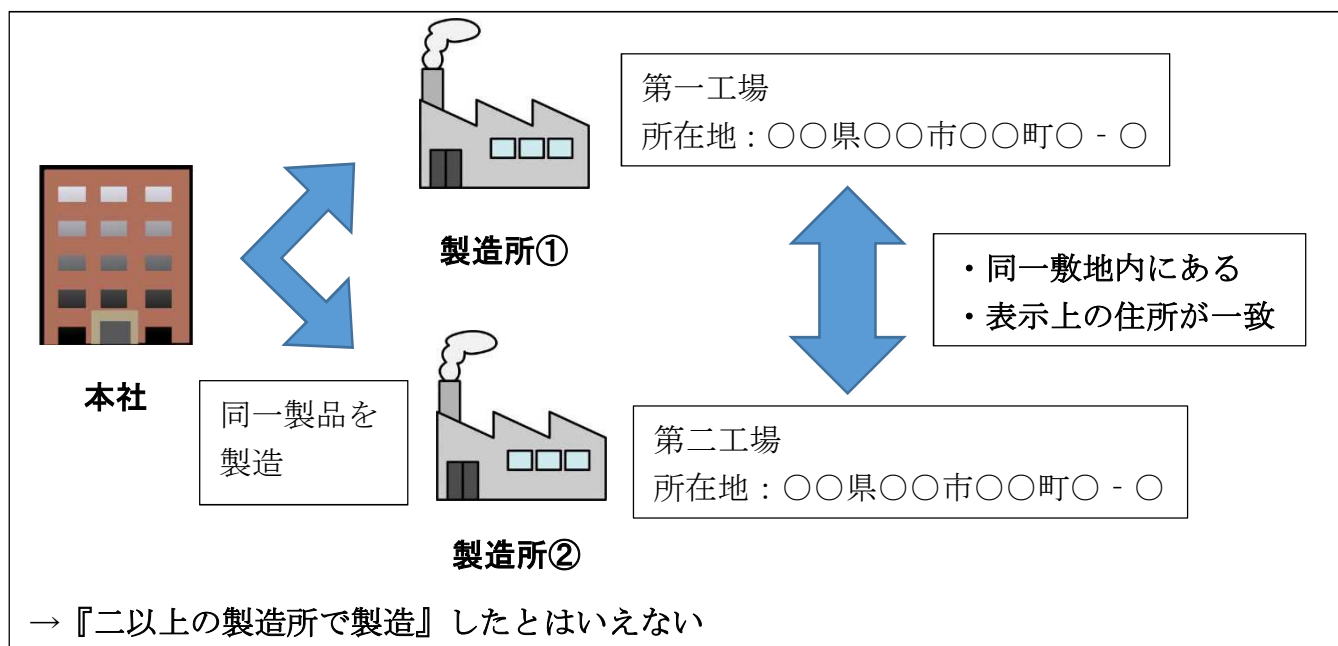 第一工場
所在地：○○県○○市○○町○‐○
製造所①
・同一敷地内にある
・表示上の住所が一致
本社
同一製品を
製造
第二工場
所在地：○○県○○市○○町○‐○
製造所②
→『二以上の製造所で製造』したとはいえない